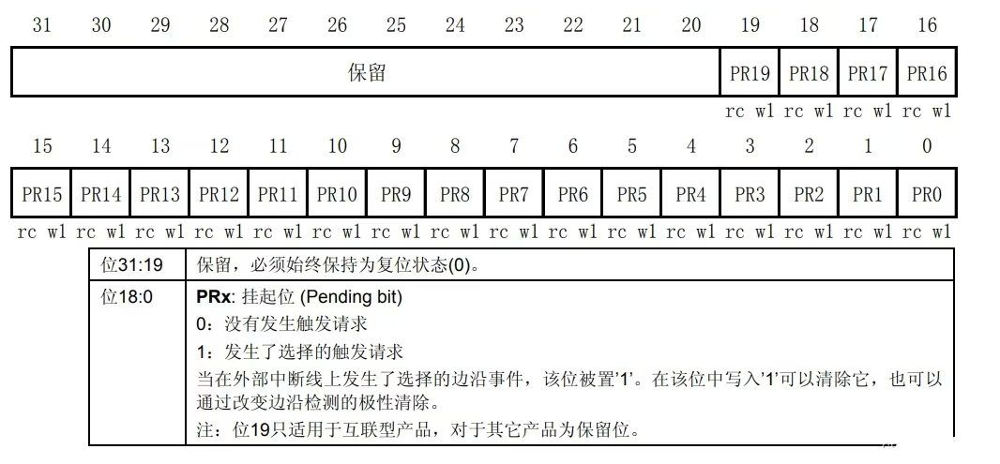 31 30 29 28 27 26 25 24 23 22 21 20 19 18 17 16
保留 PR19 PR18 PR17 PR16
rc w1 rc w1 rc w1 rc w1
15 14 13 12 11 10 9 8 7 6 5 4 3 2 1 0
PR15 PR14 PR13 PR12 PR11 PR10 PR9 PR8 PR7 PR6 PR5 PR4 PR3 PR2 PR1 PR0
rc w1 rc w1 rc w1 rc w1 rc w1 rc w1 rc w1 rc w1 rc w1 rc w1 rc w1 rc w1 rc w1 rc w1 rc w1 rc w1
位31:19 保留，必须始终保持为复位状态(0)。
位18:0 PRx: 挂起位 (Pending bit)
0：没有发生触发请求
1：发生了选择的触发请求
当在外部中断线上发生了选择的边沿事件，该位被置’1’。在该位中写入’1’可以清除它，也可以
通过改变边沿检测的极性清除。
注：位19只适用于互联型产品，对于其它产品为保留位。